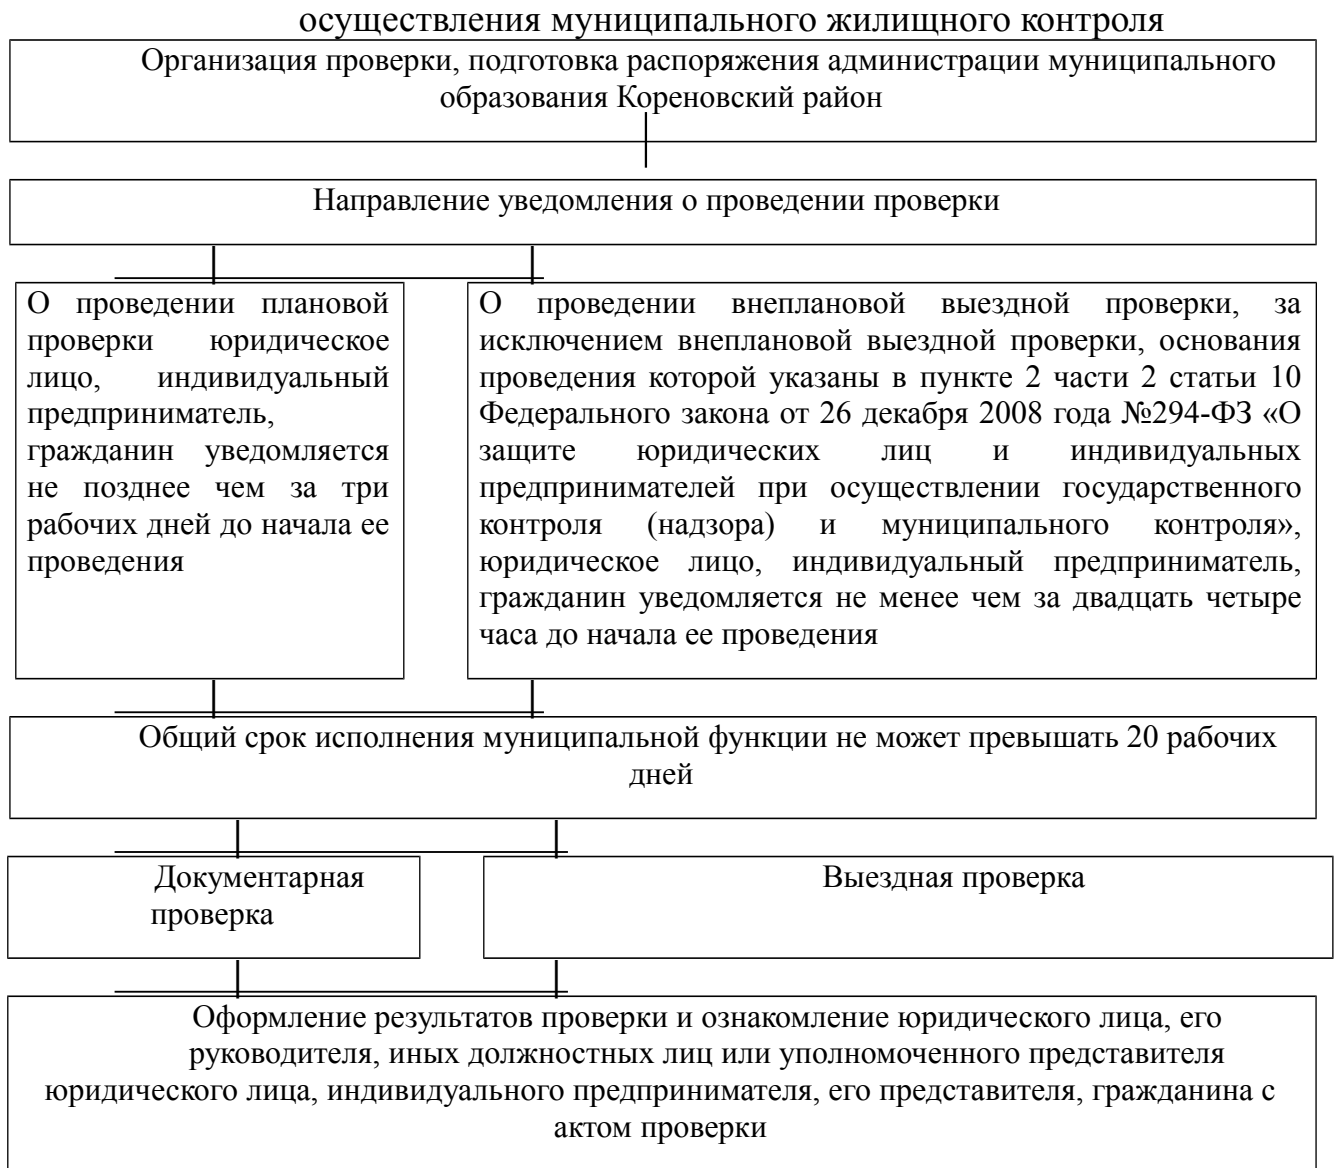 осуществления муниципального жилищного контроля
Организация проверки, подготовка распоряжения администрации муниципального
образования Кореновский район
Направление уведомления о проведении проверки
О проведении плановой
проверки юридическое
лицо, индивидуальный
предприниматель,
гражданин уведомляется
не позднее чем за три
рабочих дней до начала ее
проведения
О проведении внеплановой выездной проверки, за
исключением внеплановой выездной проверки, основания
проведения которой указаны в пункте 2 части 2 статьи 10
Федерального закона от 26 декабря 2008 года №294-ФЗ «О
защите юридических лиц и индивидуальных
предпринимателей при осуществлении государственного
контроля (надзора) и муниципального контроля»,
юридическое лицо, индивидуальный предприниматель,
гражданин уведомляется не менее чем за двадцать четыре
часа до начала ее проведения
Общий срок исполнения муниципальной функции не может превышать 20 рабочих
дней
Документарная
проверка
Выездная проверка
Оформление результатов проверки и ознакомление юридического лица, его
руководителя, иных должностных лиц или уполномоченного представителя
юридического лица, индивидуального предпринимателя, его представителя, гражданина с
актом проверки